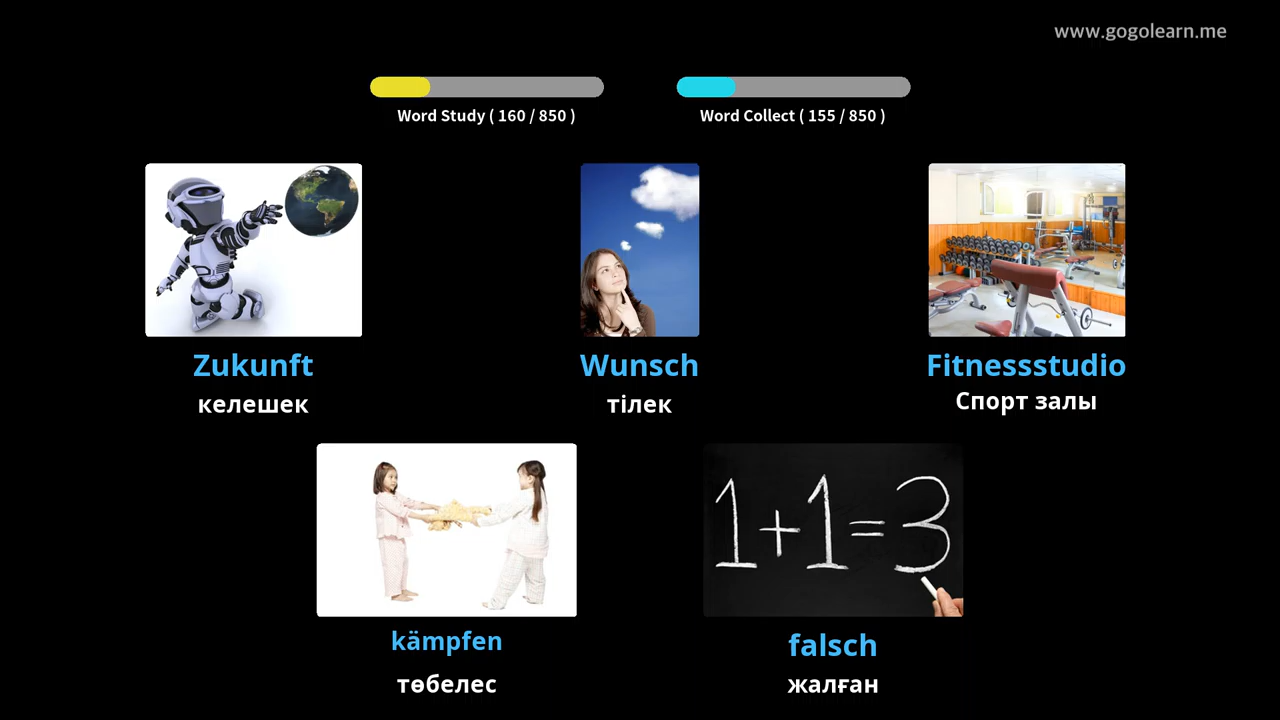 www.gogolearn.me
Word Study ( 160 / 850 )
Word Collect ( 155 / 850 )
Zukunft
келешек
Wunsch
тілек
Fitnessstudio
Спорт залы
1+1=3
kämpfen
төбелес
falsch
жалған